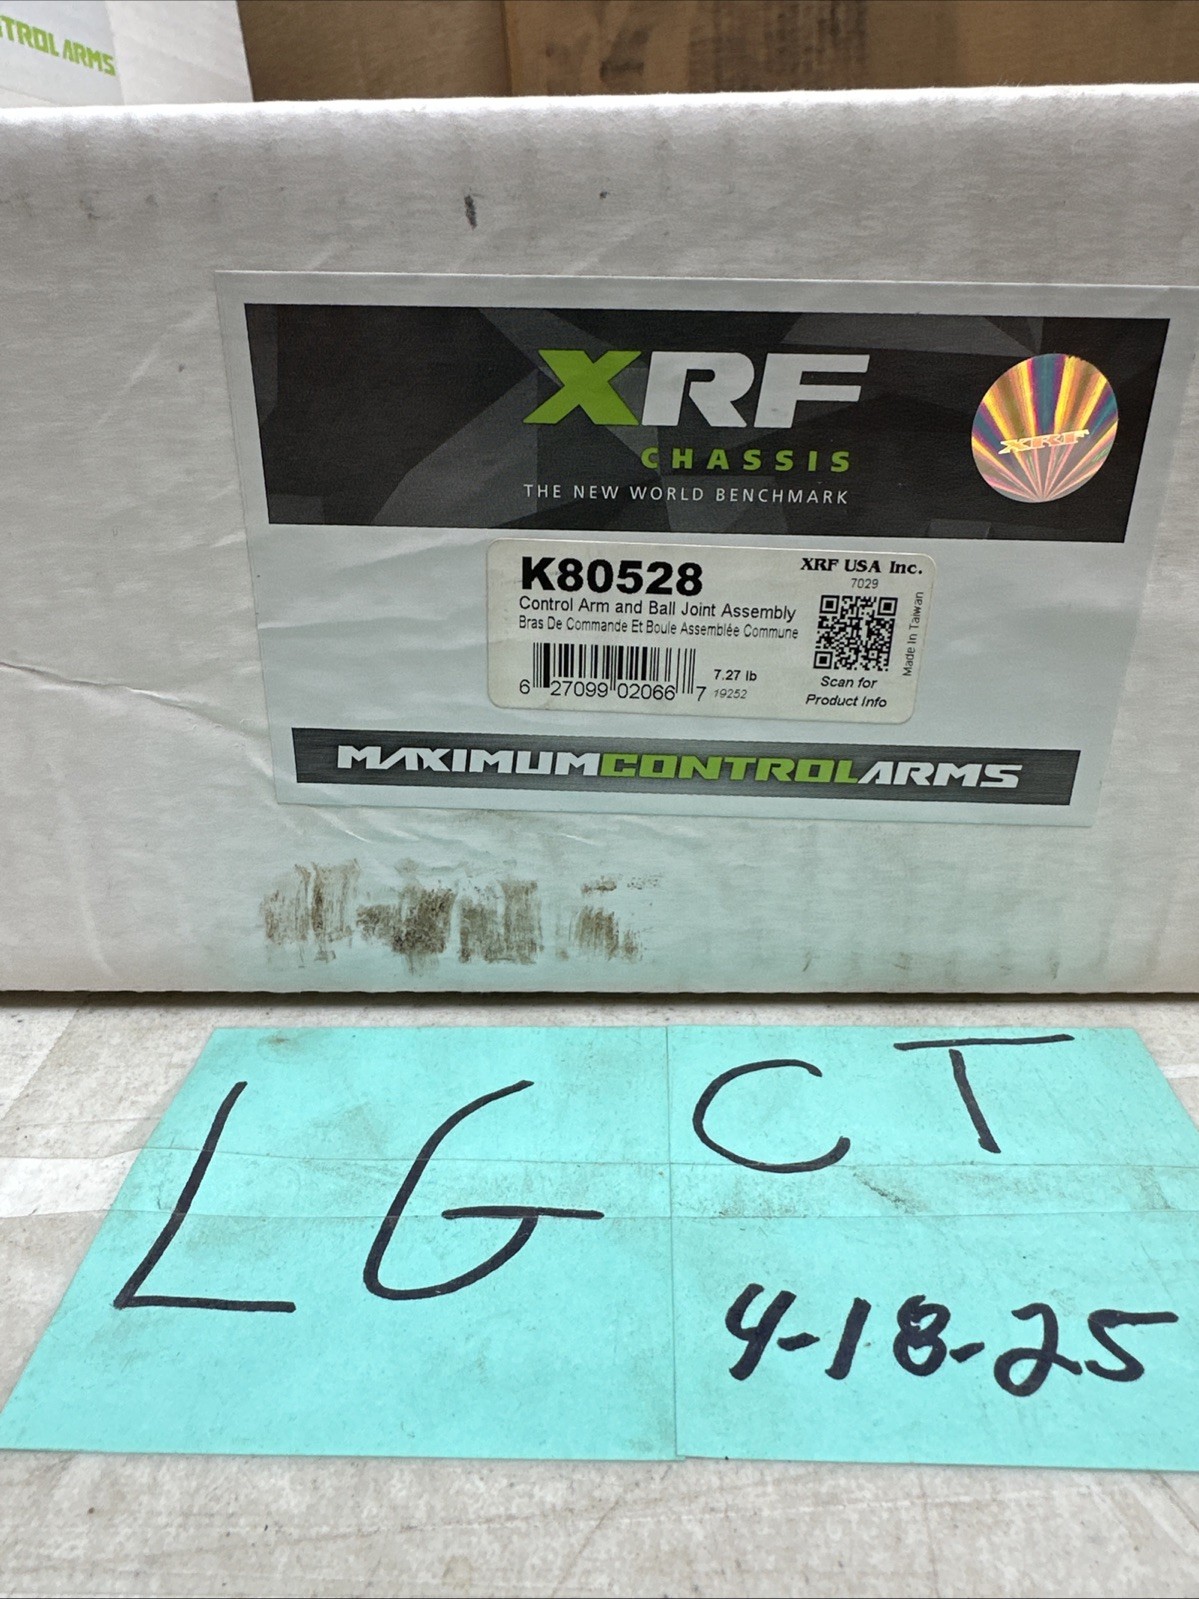 TROL ARMS
XRF
CHASSIS
THE NEW WORLD BENCHMARK
XRF
K80528
XRF USA Inc.
7029
Control Arm and Ball Joint Assembly
Bras De Commande Et Boule Assemblée Commune
Made In Taiwan
6 27099 02066 7
7.27 lb
19252
Scan for
Product Info
MAXIMUMCONTROLARMS
LG CT
4-18-25